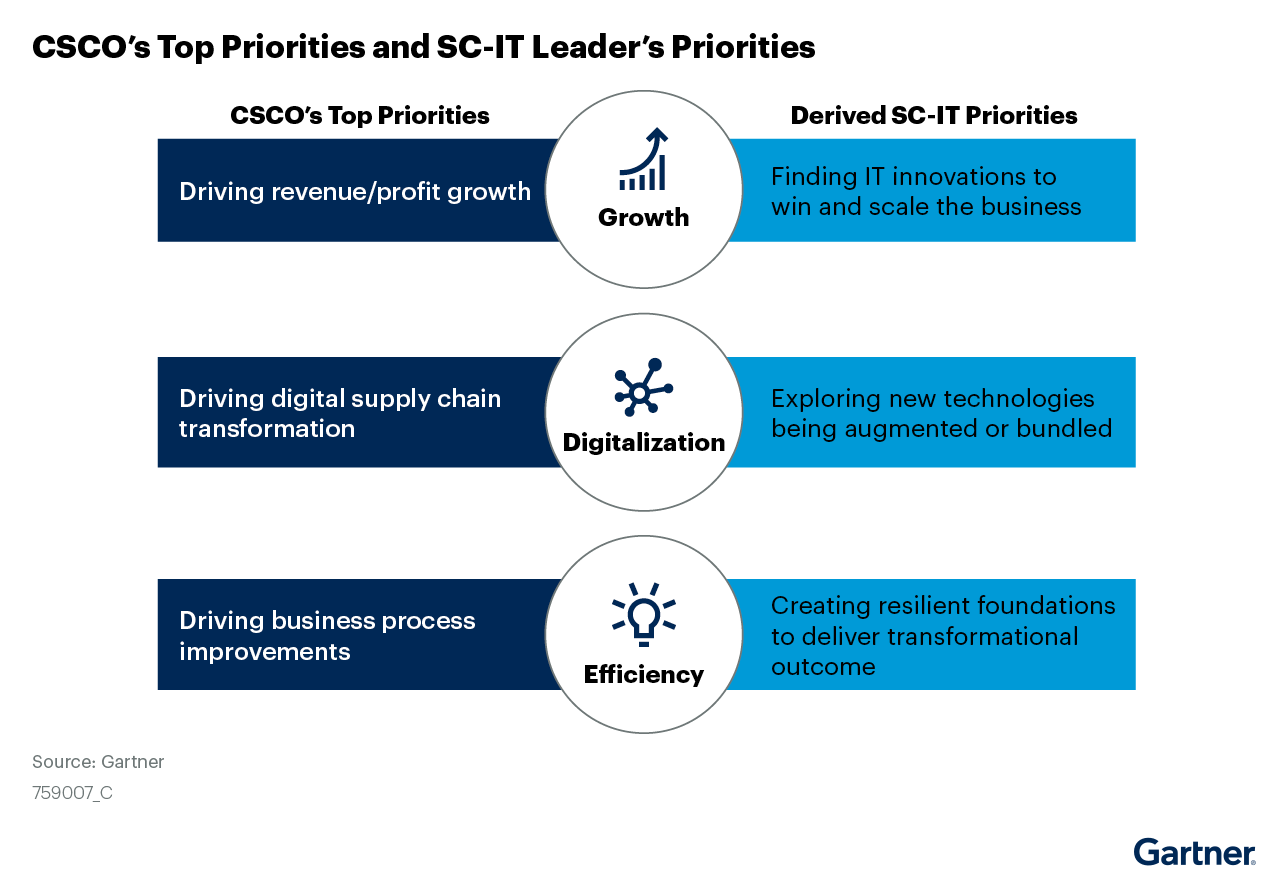 CSCO’s Top Priorities and SC-IT Leader’s Priorities
CSCO’s Top Priorities
Derived SC-IT Priorities
Driving revenue/profit growth
Growth
Finding IT innovations to
win and scale the business
Driving digital supply chain
transformation
Digitalization
Exploring new technologies
being augmented or bundled
Driving business process
improvements
Efficiency
Creating resilient foundations
to deliver transformational
outcome
Source: Gartner
759007_C
Gartner®